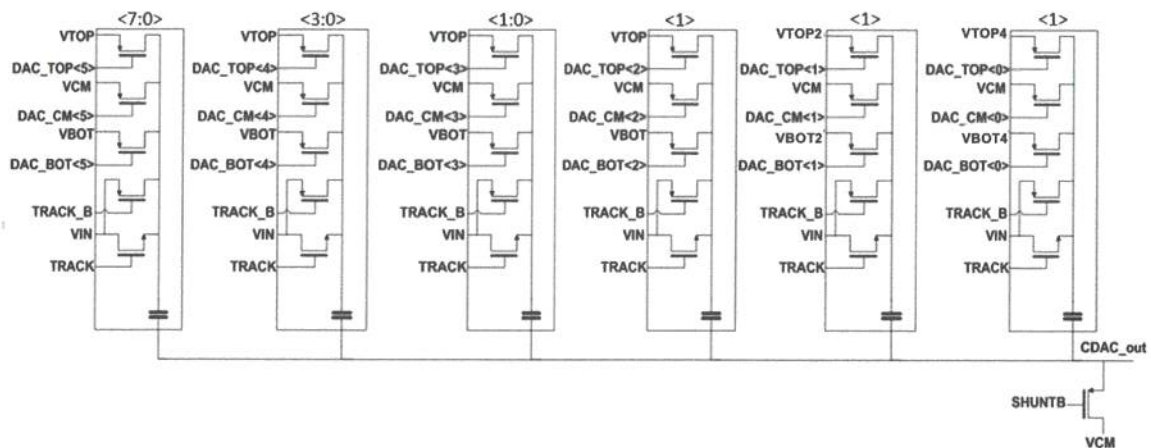 <7:0> <3:0> <1:0> <1> <1> <1>
VTOP VTOP VTOP VTOP VTOP2 VTOP4
DAC_TOP<5> DAC_TOP<4> DAC_TOP<3> DAC_TOP<2> DAC_TOP<1> DAC_TOP<0>
VCM VCM VCM VCM VCM VCM
DAC_CM<5> DAC_CM<4> DAC_CM<3> DAC_CM<2> DAC_CM<1> DAC_CM<0>
VBOT VBOT VBOT VBOT VBOT2 VBOT4
DAC_BOT<5> DAC_BOT<4> DAC_BOT<3> DAC_BOT<2> DAC_BOT<1> DAC_BOT<0>
TRACK_B TRACK_B TRACK_B TRACK_B TRACK_B TRACK_B
VIN VIN VIN VIN VIN VIN
TRACK TRACK TRACK TRACK TRACK TRACK
CDAC_out
SHUNTB
VCM